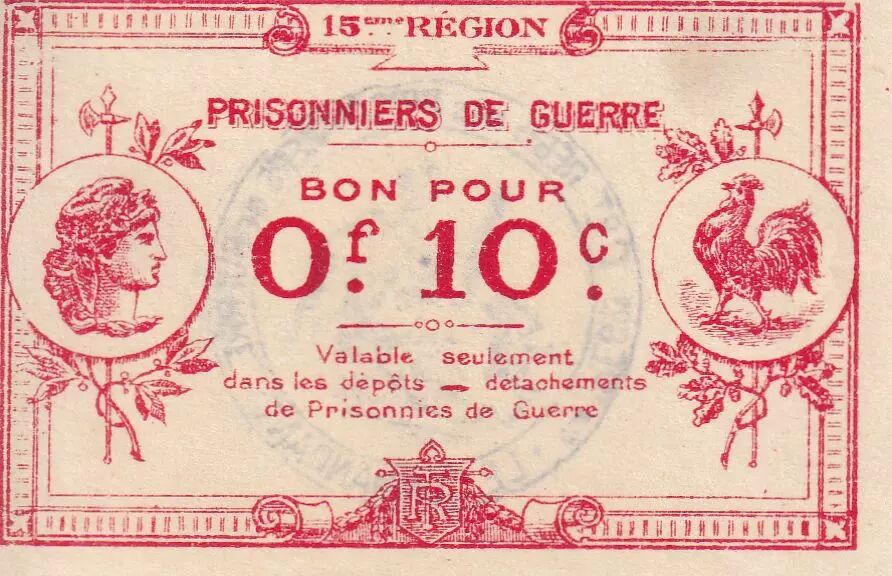 15eme RÉGION
PRISONNIERS DE GUERRE
BON POUR
0f. 10c.
Valable seulement
dans les dépôts - détachements
de Prisonnies de Guerre
RF